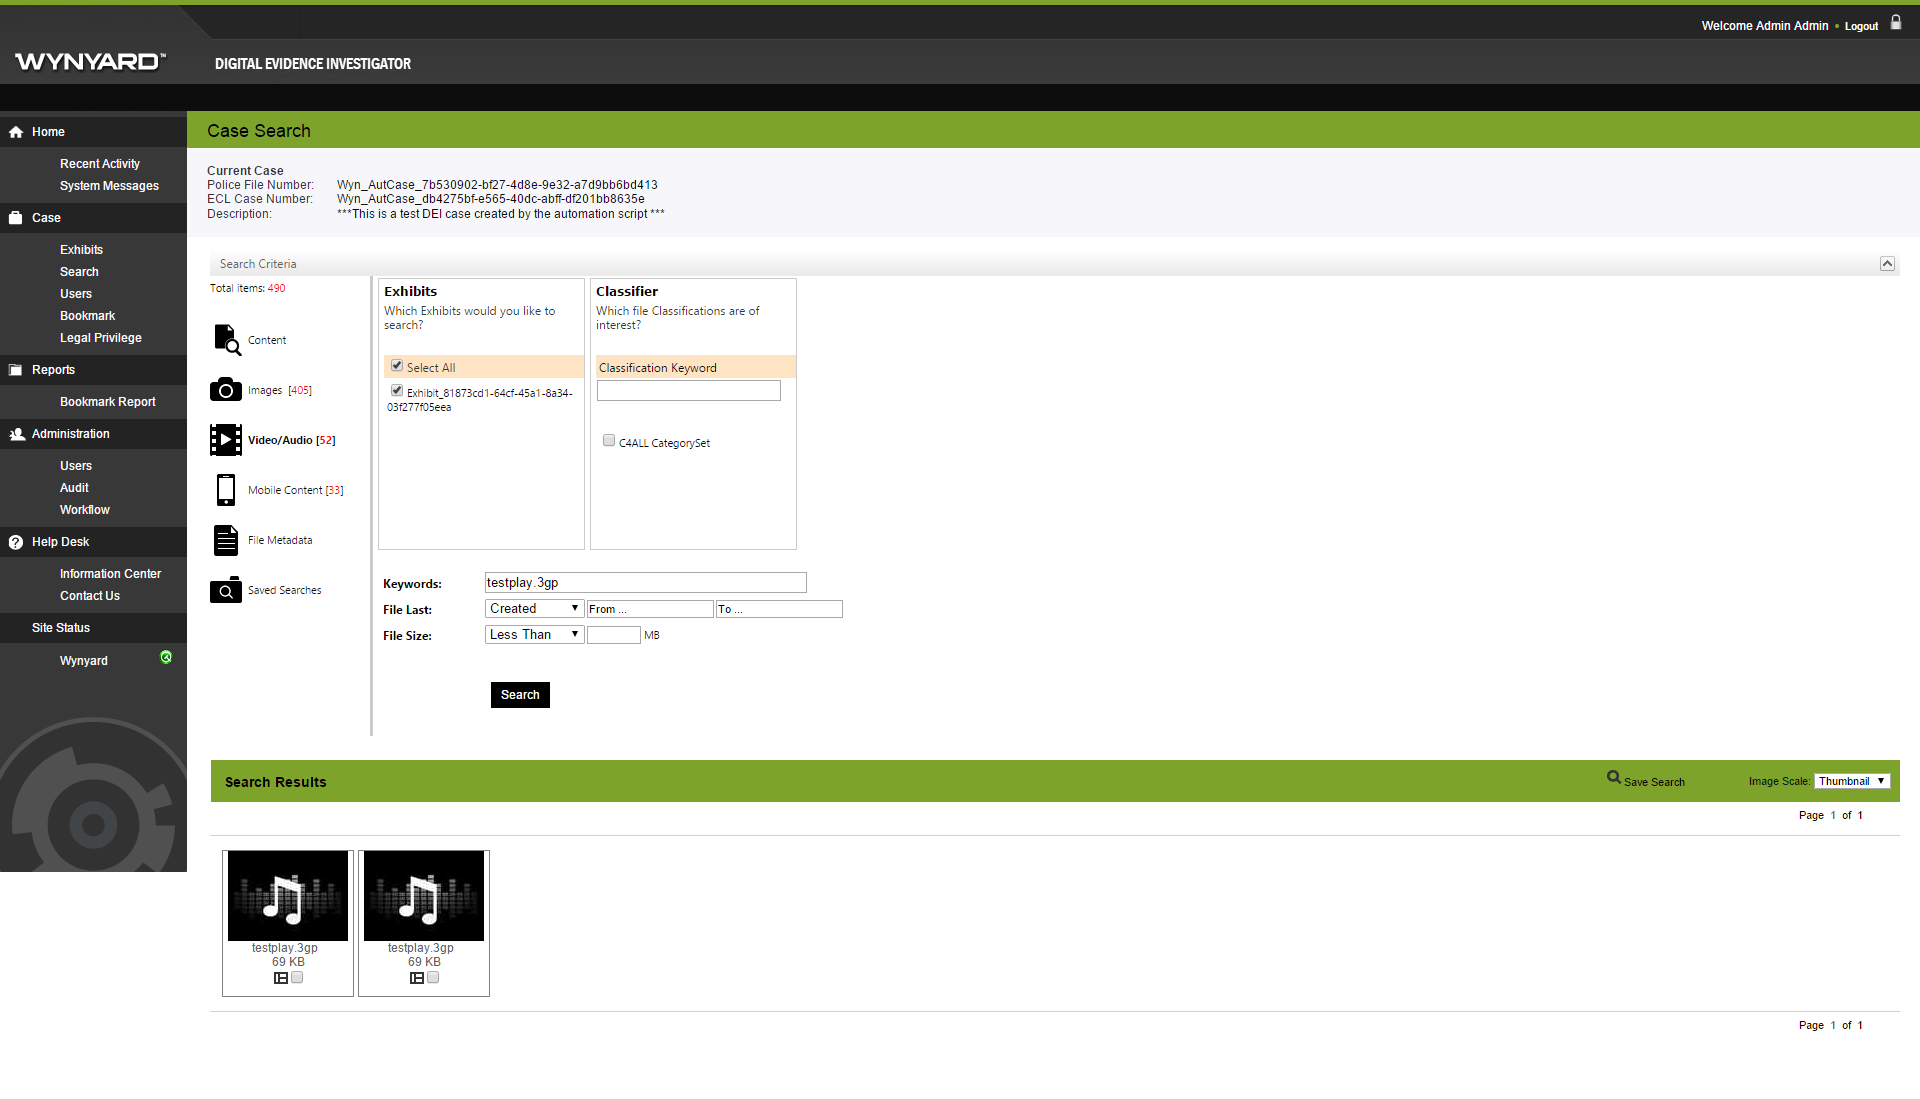 Welcome Admin Admin • Logout
WYNYARD™
DIGITAL EVIDENCE INVESTIGATOR
Home
Recent Activity
System Messages
Case
Exhibits
Search
Users
Bookmark
Legal Privilege
Reports
Bookmark Report
Administration
Users
Audit
Workflow
Help Desk
Information Center
Contact Us
Site Status
Wynyard
Case Search
Current Case
Police File Number: Wyn_AutCase_7b530902-bf27-4d8e-9e32-a7d9bb6bd413
ECL Case Number: Wyn_AutCase_db4275bf-e565-40dc-abff-df201bb8635e
Description: ***This is a test DEI case created by the automation script ***
Search Criteria
Total items: 490
Content
Images [405]
Video/Audio [52]
Mobile Content [33]
File Metadata
Saved Searches
Exhibits
Which Exhibits would you like to
search?
Select All
Exhibit_81873cd1-64cf-45a1-8a34-
03f277f05eea
Classifier
Which file Classifications are of
interest?
Classification Keyword
C4ALL CategorySet
Keywords: testplay.3gp
File Last: Created From ... To ...
File Size: Less Than MB
Search
Search Results
Save Search
Image Scale: Thumbnail
Page 1 of 1
testplay.3gp
69 KB
testplay.3gp
69 KB
Page 1 of 1